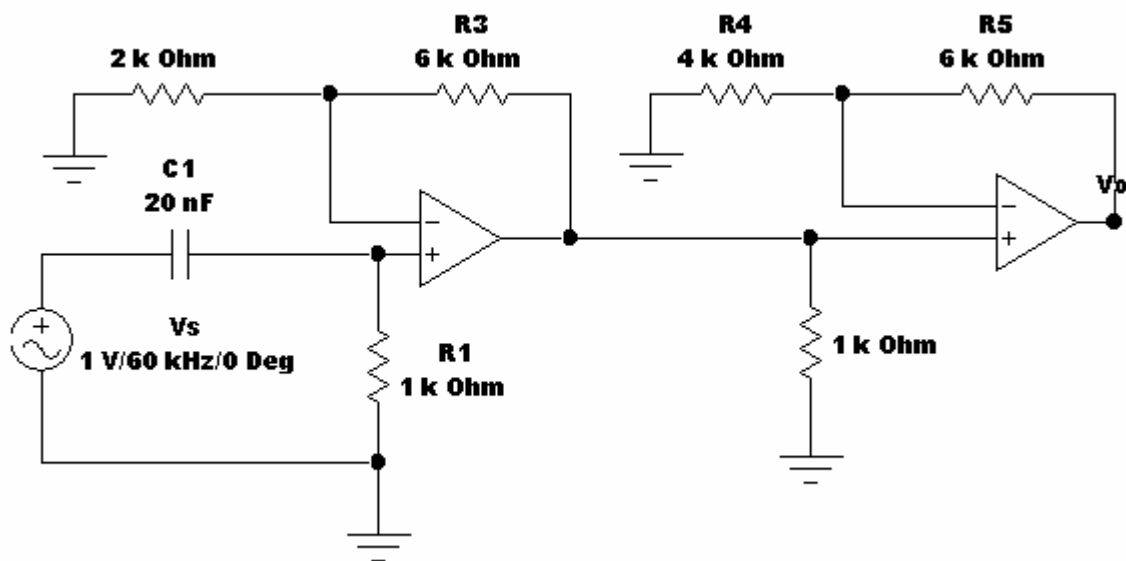 R3
2 k Ohm
6 k Ohm
R4
4 k Ohm
R5
6 k Ohm
C1
20 nF
Vo
Vs
1 V/60 kHz/0 Deg
R1
1 k Ohm
1 k Ohm